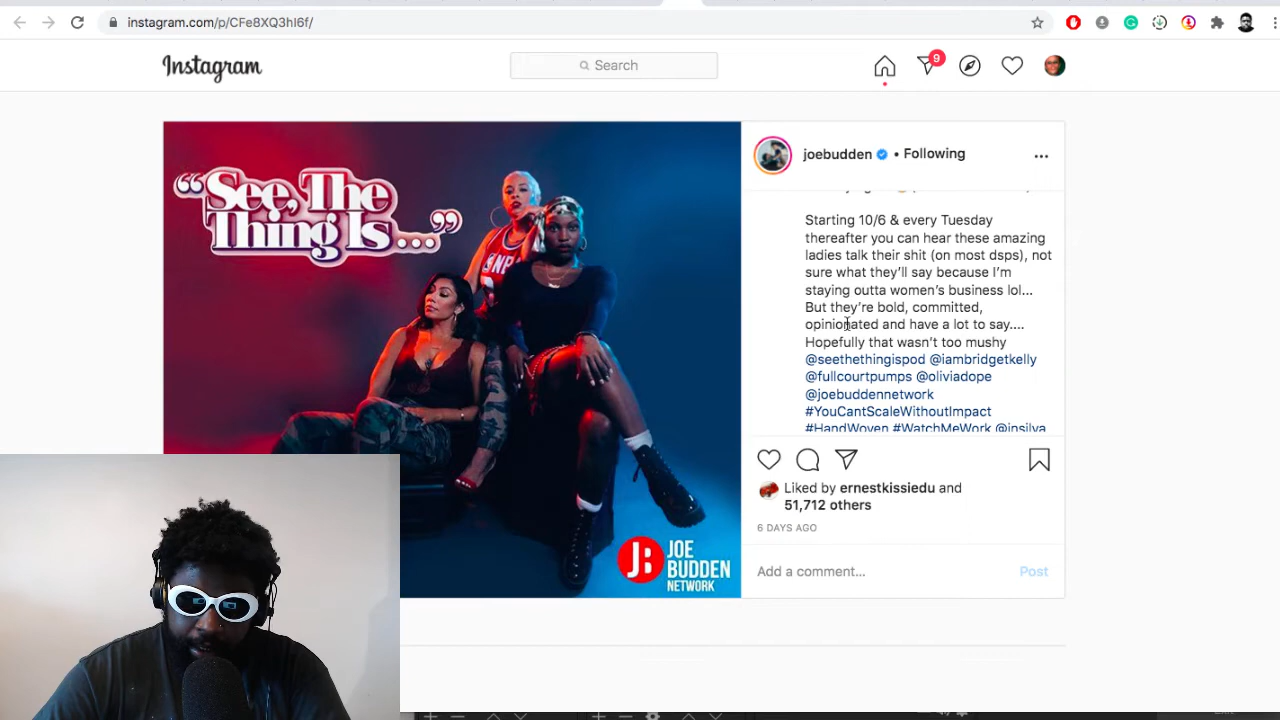 instagram.com/p/CFe8XQ3hI6f/
Instagram
Search
9
"See, The
Thing Is..."
JB
JOE
BUDDEN
NETWORK
joebudden • Following
Starting 10/6 & every Tuesday
thereafter you can hear these amazing
ladies talk their shit (on most dsps), not
sure what they'll say because I'm
staying outta women's business lol...
But they're bold, committed,
opinionated and have a lot to say....
Hopefully that wasn't too mushy
@seethethingispod @iambridgetkelly
@fullcourtpumps @oliviadope
@joebuddennetwork
#YouCantScaleWithoutImpact
#HandWoven #WatchMeWork @insilva
Liked by ernestkissiedu and
51,712 others
6 DAYS AGO
Add a comment...
Post